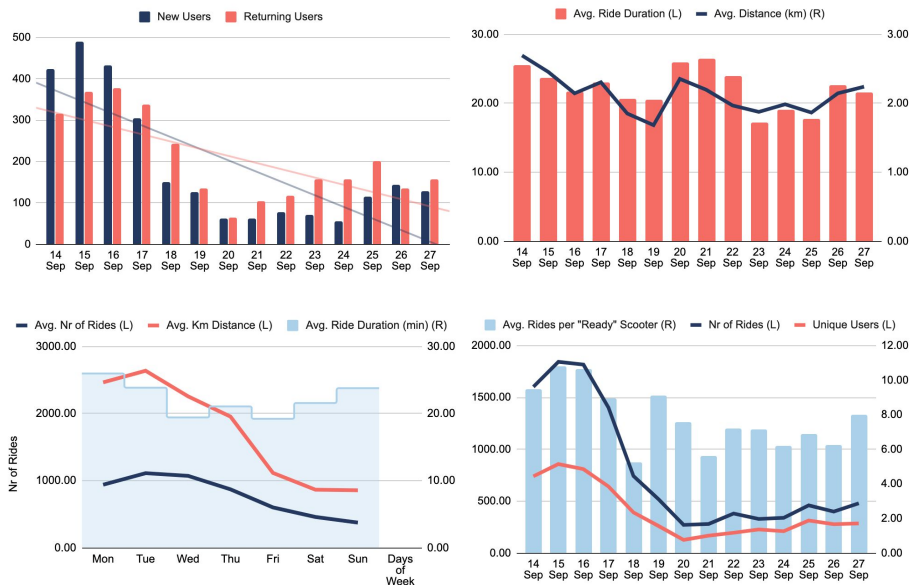 New Users Returning Users
500
400
300
200
100
0
14 Sep 15 Sep 16 Sep 17 Sep 18 Sep 19 Sep 20 Sep 21 Sep 22 Sep 23 Sep 24 Sep 25 Sep 26 Sep 27 Sep
Avg. Ride Duration (L) Avg. Distance (km) (R)
30.00 3.00
20.00 2.00
10.00 1.00
0.00 0.00
14 Sep 15 Sep 16 Sep 17 Sep 18 Sep 19 Sep 20 Sep 21 Sep 22 Sep 23 Sep 24 Sep 25 Sep 26 Sep 27 Sep
Avg. Nr of Rides (L) Avg. Km Distance (L) Avg. Ride Duration (min) (R)
3000.00 30.00
2000.00 20.00
1000.00 10.00
0.00 0.00
Nr of Rides
Mon Tue Wed Thu Fri Sat Sun Days of Week
Avg. Rides per "Ready" Scooter (R) Nr of Rides (L) Unique Users (L)
2000.00 12.00
10.00
1500.00
8.00
1000.00 6.00
4.00
500.00
2.00
0.00 0.00
14 Sep 15 Sep 16 Sep 17 Sep 18 Sep 19 Sep 20 Sep 21 Sep 22 Sep 23 Sep 24 Sep 25 Sep 26 Sep 27 Sep